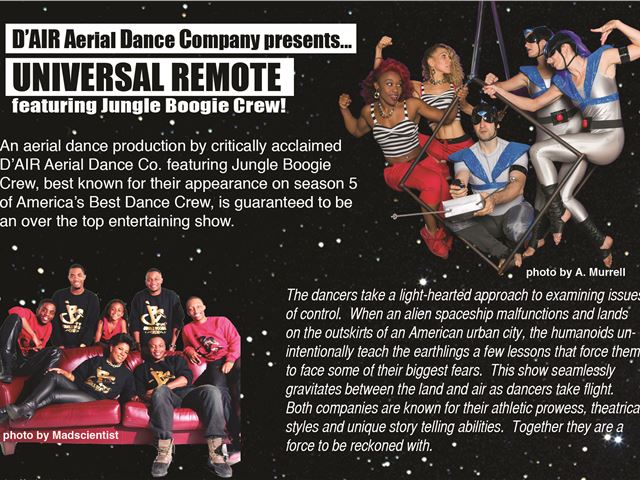 D'AIR Aerial Dance Company presents...
UNIVERSAL REMOTE
featuring Jungle Boogie Crew!
An aerial dance production by critically acclaimed
D'AIR Aerial Dance Co. featuring Jungle Boogie
Crew, best known for their appearance on season 5
of America's Best Dance Crew, is guaranteed to be
an over the top entertaining show.
photo by A. Murrell
The dancers take a light-hearted approach to examining issues
of control. When an alien spaceship malfunctions and lands
on the outskirts of an American urban city, the humanoids un-
intentionally teach the earthlings a few lessons that force them
to face some of their biggest fears. This show seamlessly
gravitates between the land and air as dancers take flight.
Both companies are known for their athletic prowess, theatrical
styles and unique story telling abilities. Together they are a
force to be reckoned with.
photo by Madscientist